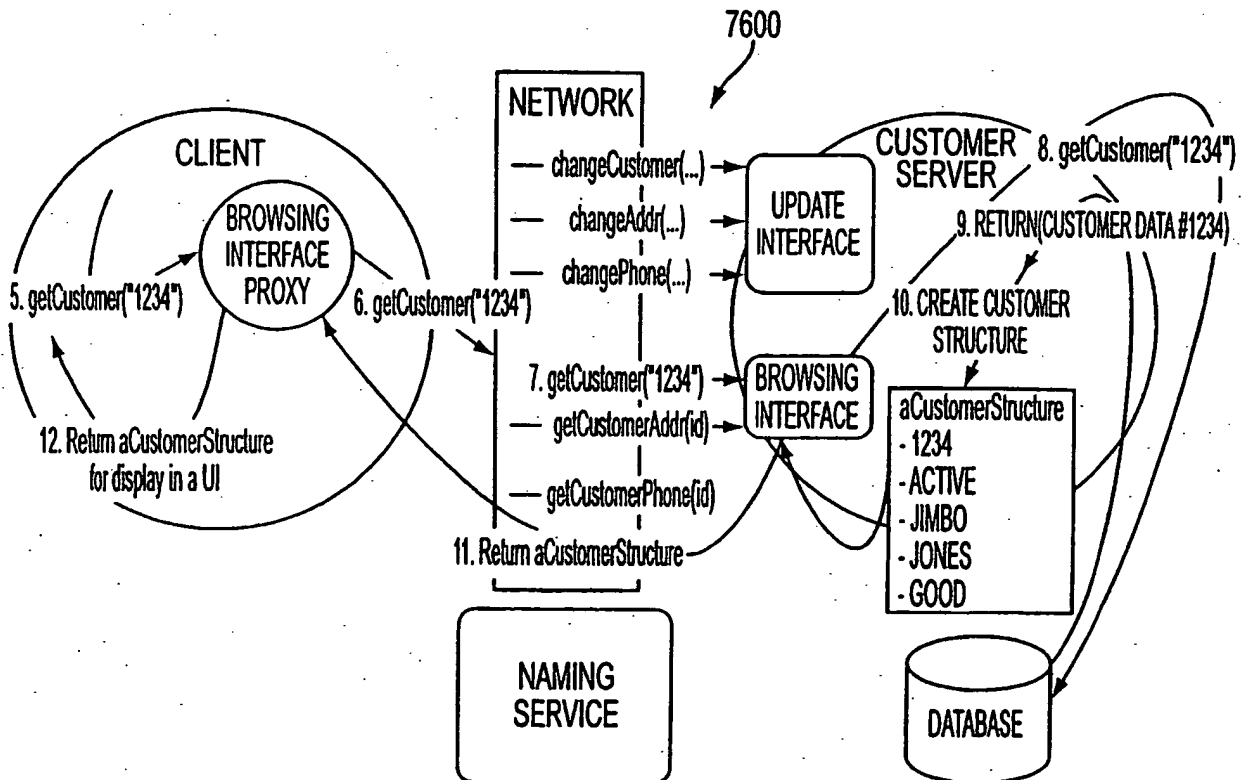 7600
NETWORK
CLIENT
BROWSING
INTERFACE
PROXY
5. getCustomer("1234")
6. getCustomer("1234")
12. Return aCustomerStructure
for display in a UI
changeCustomer(...)
changeAddr(...)
changePhone(...)
7. getCustomer("1234")
getCustomerAddr(id)
getCustomerPhone(id)
11. Return aCustomerStructure
NAMING
SERVICE
UPDATE
INTERFACE
BROWSING
INTERFACE
CUSTOMER
SERVER
8. getCustomer("1234")
9. RETURN(CUSTOMER DATA #1234)
10. CREATE CUSTOMER
STRUCTURE
aCustomerStructure
- 1234
- ACTIVE
- JIMBO
- JONES
- GOOD
DATABASE